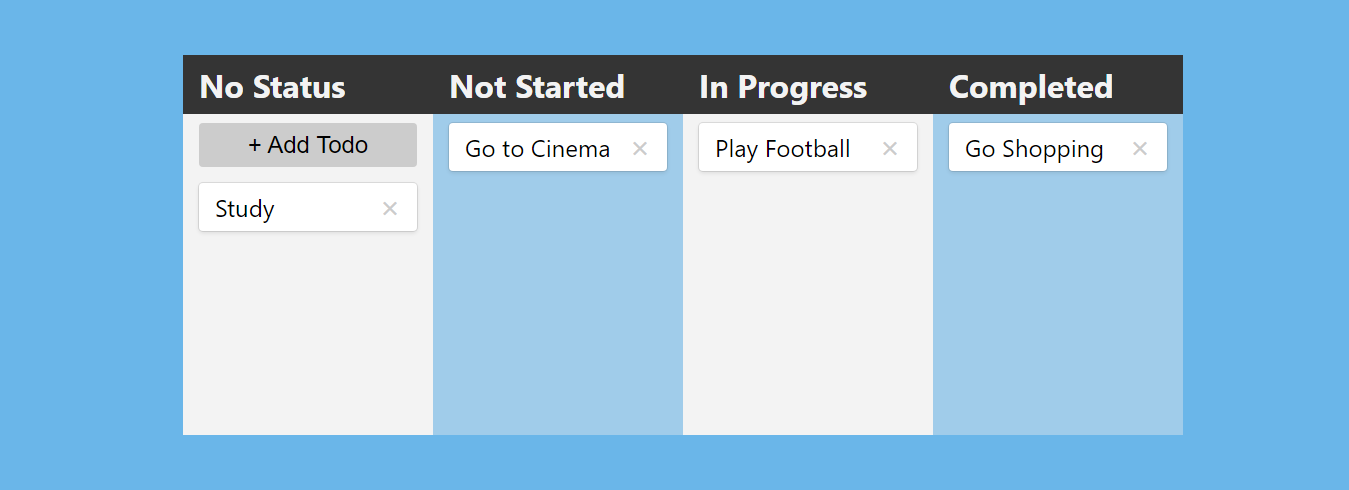 No Status
Not Started
In Progress
Completed
+ Add Todo
Go to Cinema ×
Play Football ×
Go Shopping ×
Study ×